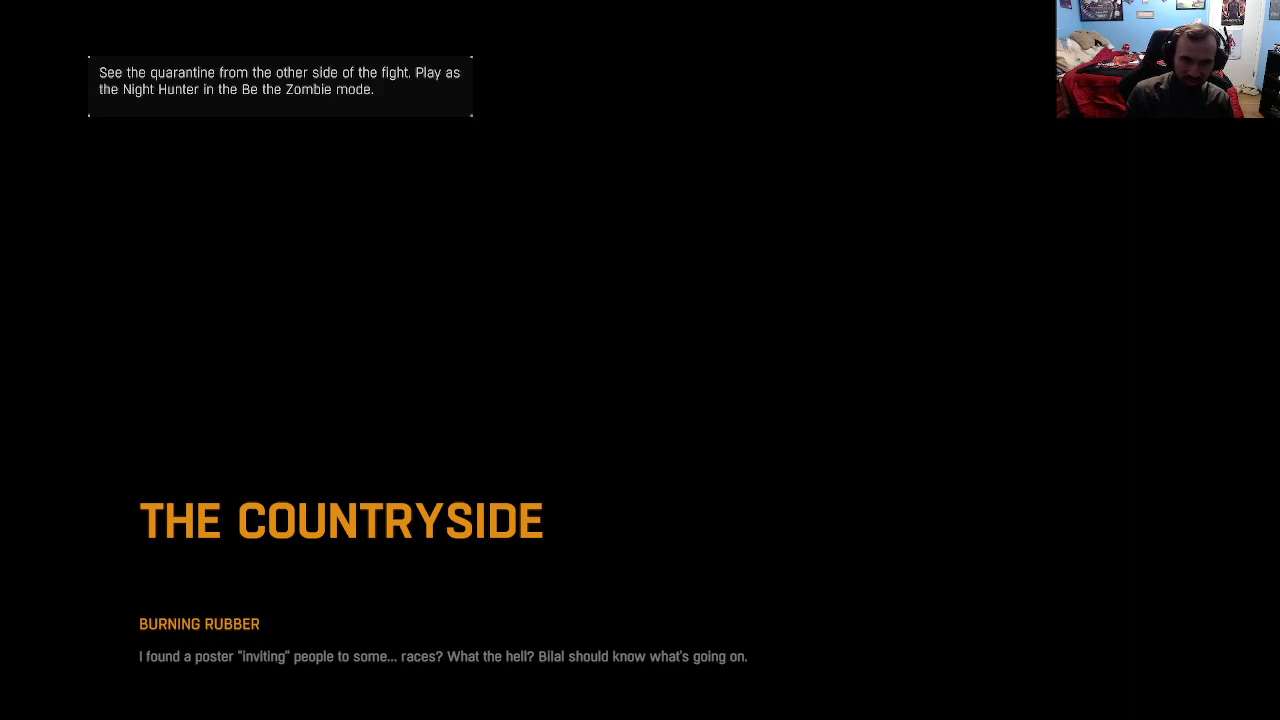 See the quarantine from the other side of the fight. Play as
the Night Hunter in the Be the Zombie mode.
THE COUNTRYSIDE
BURNING RUBBER
I found a poster "inviting" people to some... races? What the hell? Bilal should know what's going on.